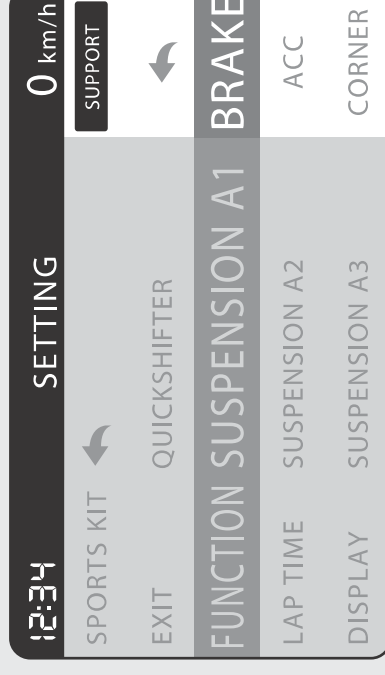 12:34 SETTING 0 km/h
SPORTS KIT SUPPORT
EXIT QUICKSHIFTER
FUNCTION SUSPENSION A1 BRAKE
LAP TIME SUSPENSION A2 ACC
DISPLAY SUSPENSION A3 CORNER